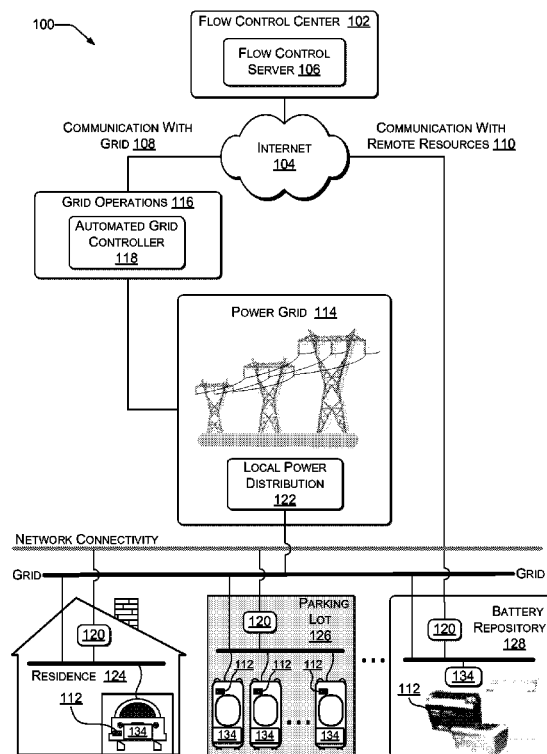 100
FLOW CONTROL CENTER 102
FLOW CONTROL
SERVER 106
COMMUNICATION WITH
GRID 108
INTERNET
104
COMMUNICATION WITH
REMOTE RESOURCES 110
GRID OPERATIONS 116
AUTOMATED GRID
CONTROLLER
118
POWER GRID 114
LOCAL POWER
DISTRIBUTION
122
NETWORK CONNECTIVITY
GRID
GRID
120
RESIDENCE 124
112
134
PARKING
LOT
126
120
112
112
112
134
134
134
BATTERY
REPOSITORY
128
120
134
112